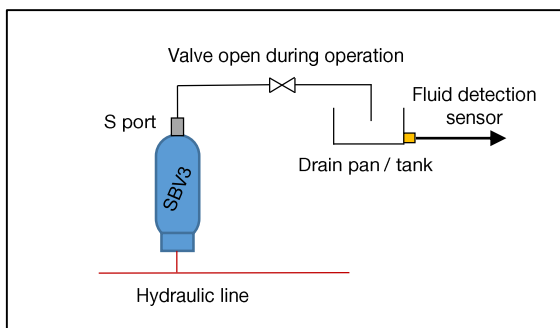 Valve open during operation
Fluid detection
sensor
S port
Drain pan / tank
SBV3
Hydraulic line